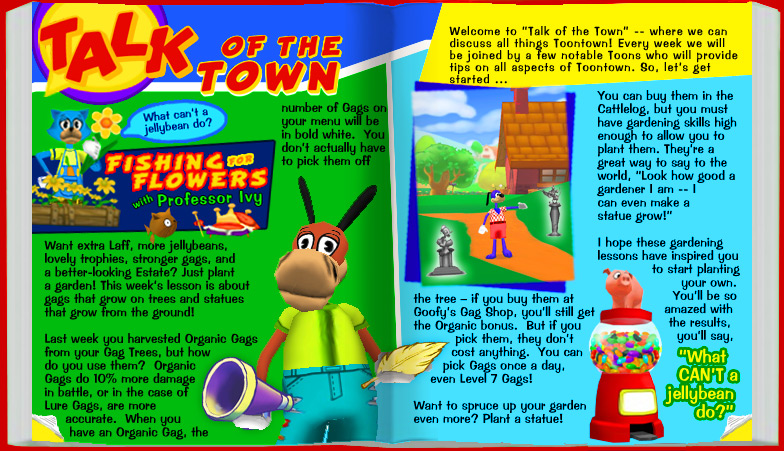 TALK OF THE TOWN
What can't a
jellybean do?
FISHING FOR
FLOWERS
with Professor Ivy
Want extra Laff, more jellybeans,
lovely trophies, stronger gags, and
a better-looking Estate? Just plant
a garden! This week's lesson is about
gags that grow on trees and statues
that grow from the ground!
Last week you harvested Organic Gags
from your Gag Trees, but how
do you use them? Organic
Gags do 10% more damage
in battle, or in the case of
Lure Gags, are more
accurate. When you
have an Organic Gag, the
number of Gags on
your menu will be
in bold white. You
don't actually have
to pick them off
Welcome to "Talk of the Town" -- where we can
discuss all things Toontown! Every week we will
be joined by a few notable Toons who will provide
tips on all aspects of Toontown. So, let's get
started ...
the tree – if you buy them at
Goofy's Gag Shop, you'll still get
the Organic bonus. But if you
pick them, they don't
cost anything. You can
pick Gags once a day,
even Level 7 Gags!
Want to spruce up your garden
even more? Plant a statue!
You can buy them in the
Cattlelog, but you must
have gardening skills high
enough to allow you to
plant them. They're a
great way to say to the
world, "Look how good a
gardener I am -- I
can even make a
statue grow!"
I hope these gardening
lessons have inspired you
to start planting
your own.
You'll be so
amazed with
the results,
you'll say,
"What
CAN'T a
jellybean
do?"